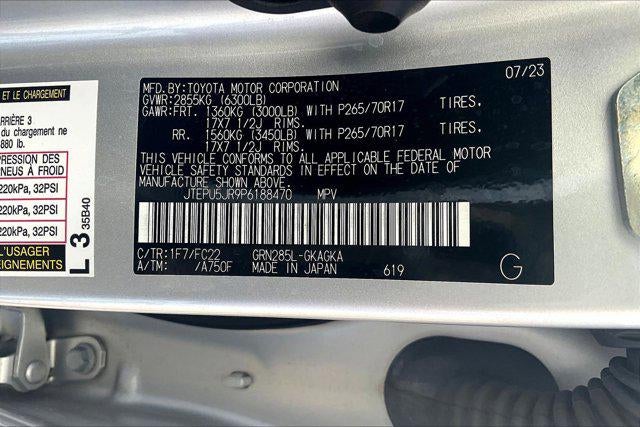 07/23
MFD.BY:TOYOTA MOTOR CORPORATION
GVWR:2855KG (6300LB)
GAWR:FRT. 1360KG (3000LB) WITH P265/70R17 TIRES,
17X7 1/2J RIMS.
RR. 1560KG (3450LB) WITH P265/70R17 TIRES,
17X7 1/2J RIMS.
THIS VEHICLE CONFORMS TO ALL APPLICABLE FEDERAL MOTOR
VEHICLE SAFETY STANDARDS IN EFFECT ON THE DATE OF
MANUFACTURE SHOWN ABOVE.
JTEPU5JR9P6188470 MPV
C/TR:1F7/FC22 GRN285L-GKAGKA
A/TM: /A750F MADE IN JAPAN 619
G
ET LE CHARGEMENT
ARRIÈRE 3
du chargement ne
880 lb.
PRESSION DES
PNEUS À FROID
220kPa, 32PSI
220kPa, 32PSI
220kPa, 32PSI
L'USAGER
L 3 35B40